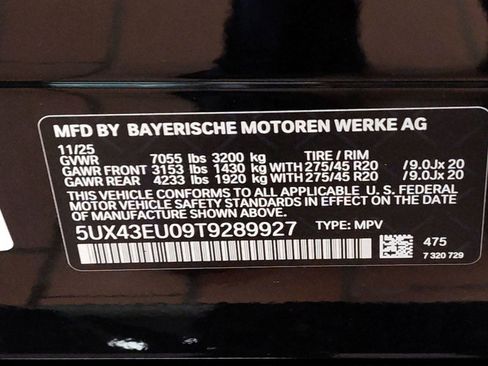 MFD BY BAYERISCHE MOTOREN WERKE AG
11/25
GVWR 7055 lbs 3200 kg TIRE / RIM
GAWR FRONT 3153 lbs 1430 kg WITH 275/45 R20 /9.0Jx 20
GAWR REAR 4233 lbs 1920 kg WITH 275/45 R20 /9.0Jx 20
THIS VEHICLE CONFORMS TO ALL APPLICABLE U. S. FEDERAL
MOTOR VEHICLE SAFETY STANDARDS IN EFFECT ON THE
DATE OF MANUFACTURE SHOWN ABOVE.
5UX43EU09T9289927 TYPE: MPV
475
7 320 729